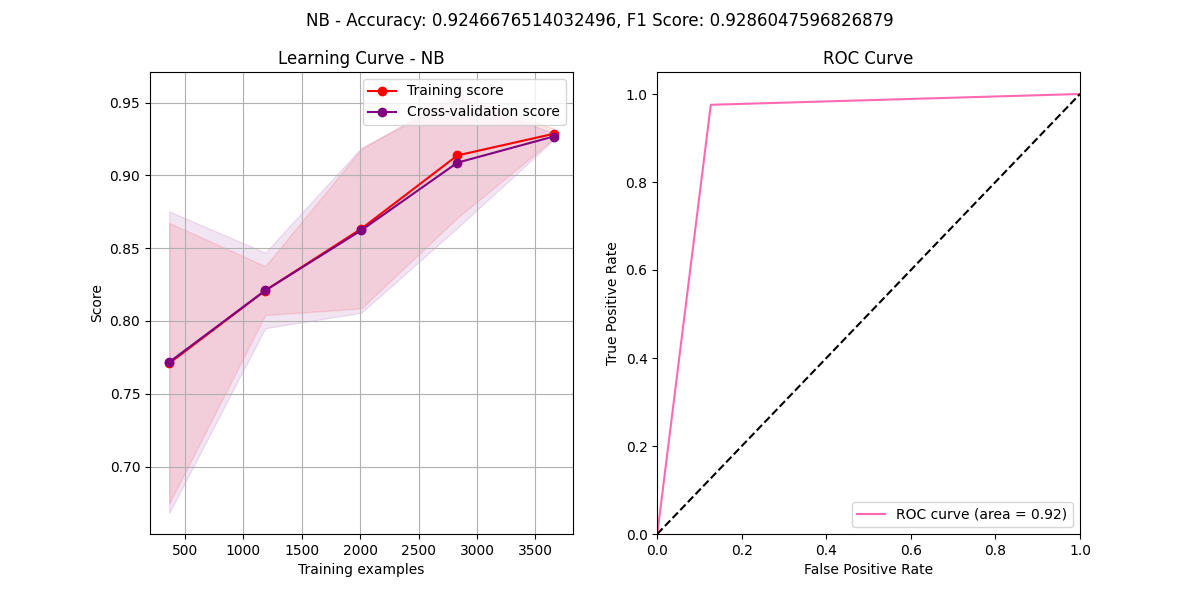 NB - Accuracy: 0.9246676514032496, F1 Score: 0.9286047596826879
Learning Curve - NB
Training score
Cross-validation score
0.95
0.90
0.85
0.80
0.75
0.70
Score
500 1000 1500 2000 2500 3000 3500
Training examples
ROC Curve
1.0
0.8
0.6
0.4
0.2
0.0
True Positive Rate
ROC curve (area = 0.92)
0.0 0.2 0.4 0.6 0.8 1.0
False Positive Rate